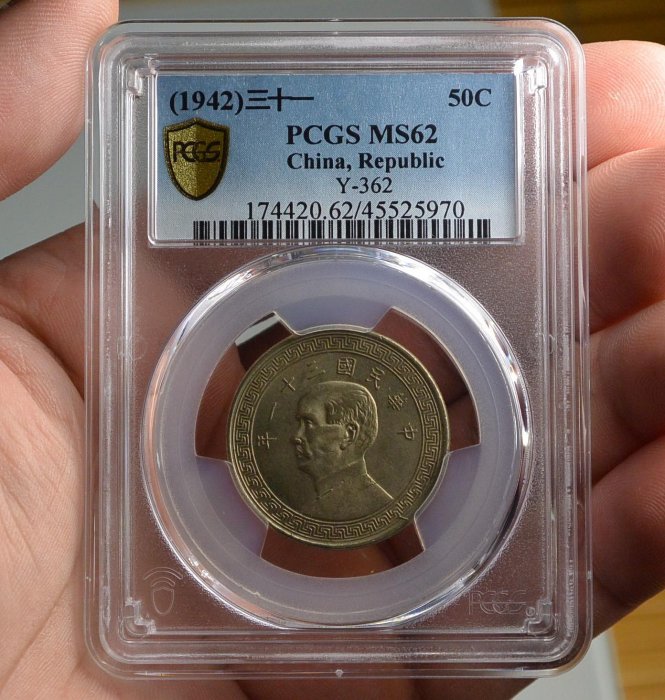 (1942)三十一 50C
PCGS
PCGS MS62
China, Republic
Y-362
174420.62/45525970
中華民國三十一年
PCGS